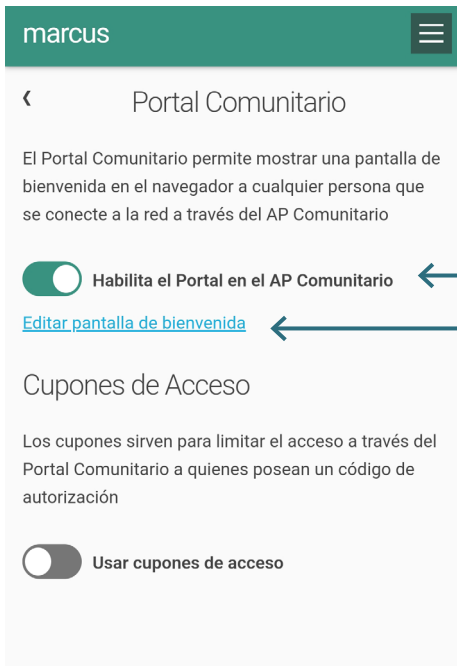 marcus
Portal Comunitario
El Portal Comunitario permite mostrar una pantalla de
bienvenida en el navegador a cualquier persona que
se conecte a la red a través del AP Comunitario
Habilita el Portal en el AP Comunitario
Editar pantalla de bienvenida
Cupones de Acceso
Los cupones sirven para limitar el acceso a través del
Portal Comunitario a quienes posean un código de
autorización
Usar cupones de acceso